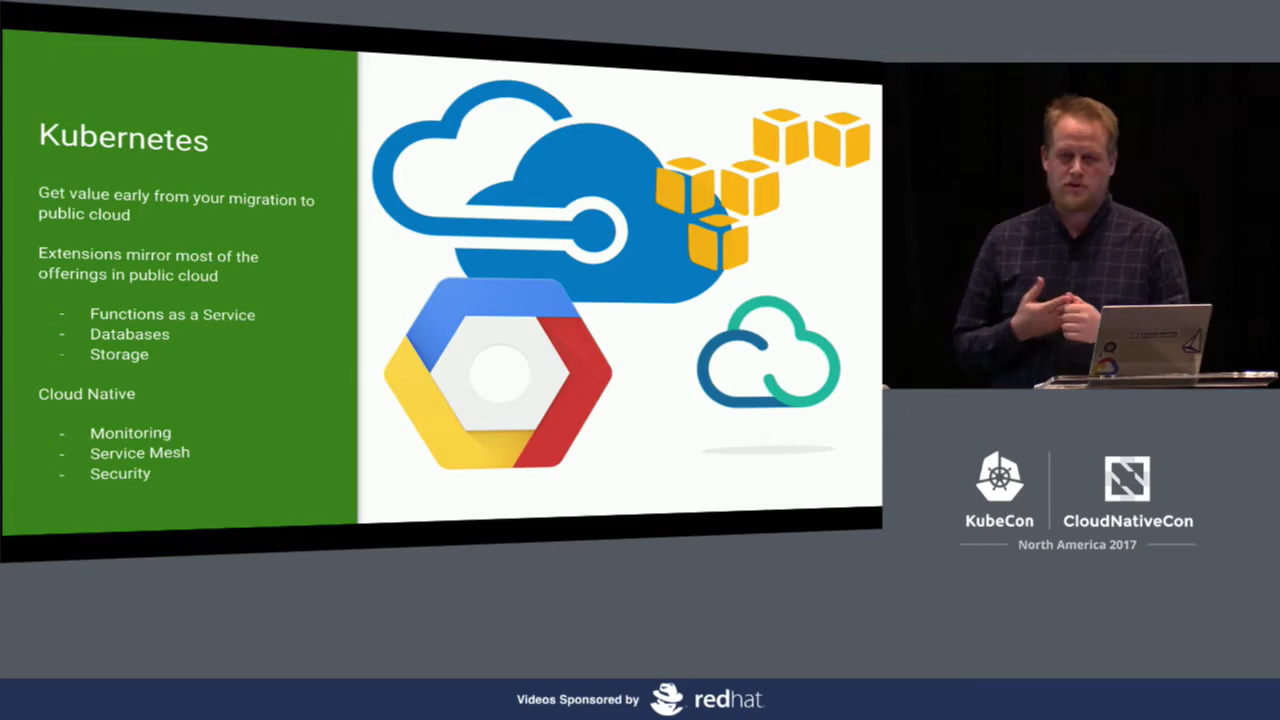 Kubernetes
Get value early from your migration to
public cloud
Extensions mirror most of the
offerings in public cloud
- Functions as a Service
- Databases
- Storage
Cloud Native
- Monitoring
- Service Mesh
- Security
KubeCon
CloudNativeCon
North America 2017
Videos Sponsored by
redhat